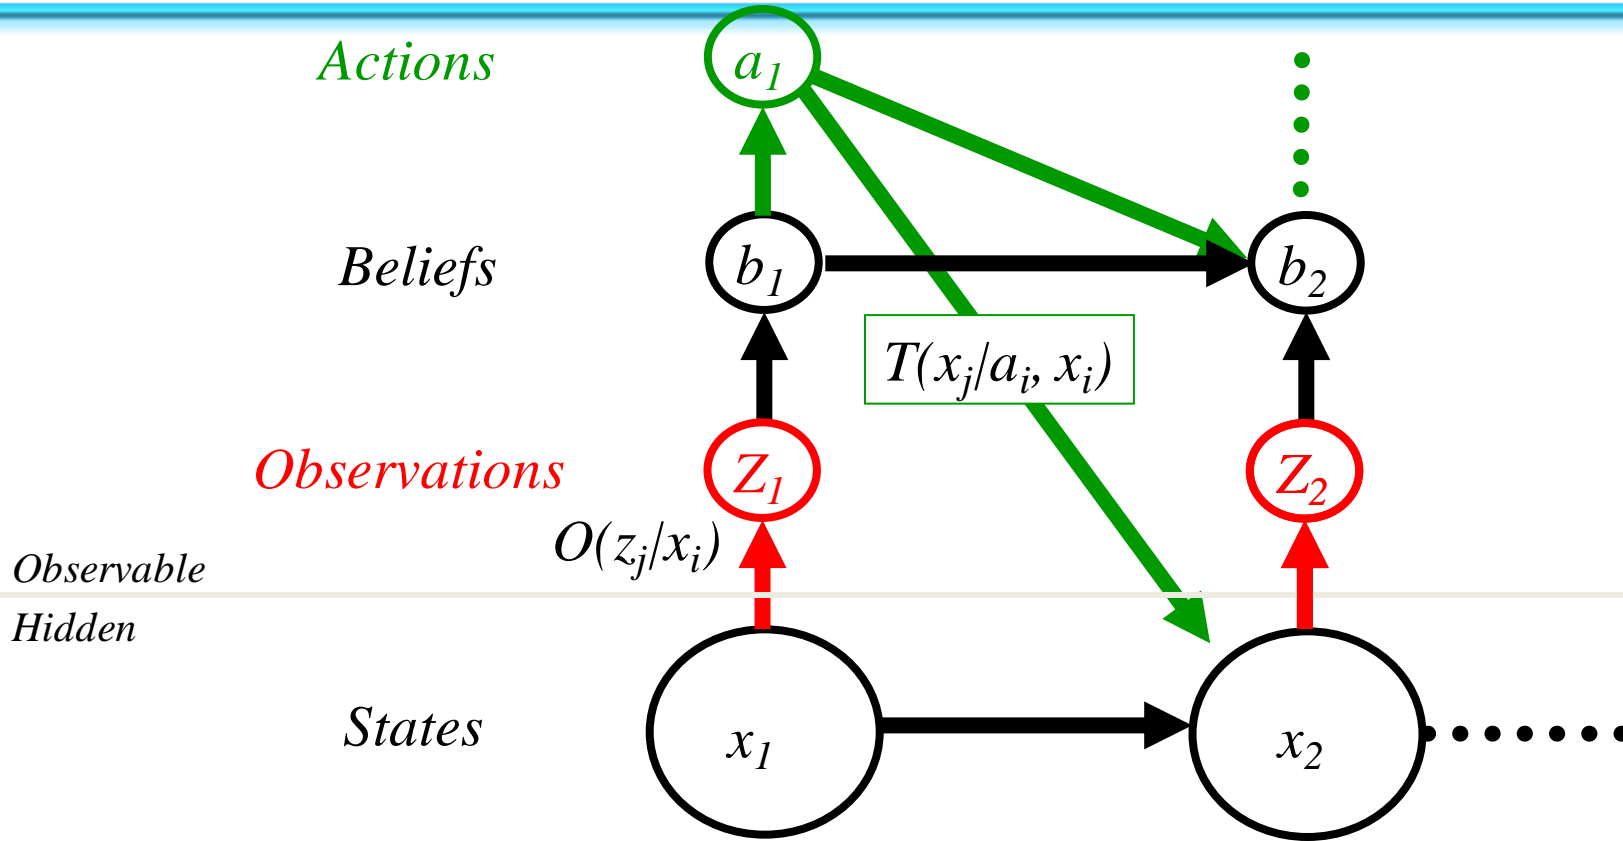 Actions
a1
Beliefs
b1
b2
T(xj/ai, xi)
Observations
Z1
Z2
O(zj/xi)
Observable
Hidden
States
x1
x2